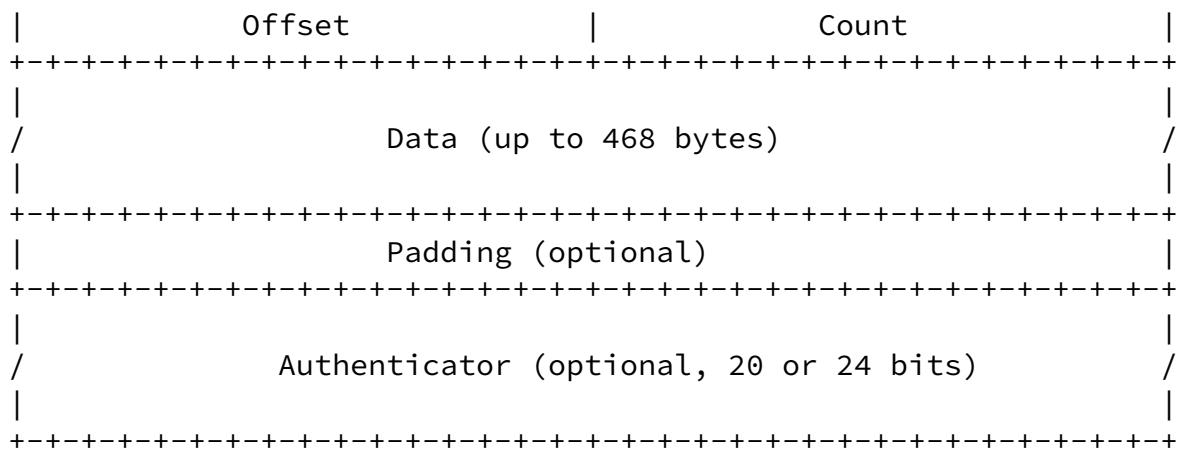 | Offset | Count |
+-+-+-+-+-+-+-+-+-+-+-+-+-+-+-+-+-+-+-+-+-+-+-+-+-+-+-+-+-+-+-+-+
| |
/ Data (up to 468 bytes) /
| |
+-+-+-+-+-+-+-+-+-+-+-+-+-+-+-+-+-+-+-+-+-+-+-+-+-+-+-+-+-+-+-+-+
| Padding (optional) |
+-+-+-+-+-+-+-+-+-+-+-+-+-+-+-+-+-+-+-+-+-+-+-+-+-+-+-+-+-+-+-+-+
| |
/ Authenticator (optional, 20 or 24 bits) /
| |
+-+-+-+-+-+-+-+-+-+-+-+-+-+-+-+-+-+-+-+-+-+-+-+-+-+-+-+-+-+-+-+-+